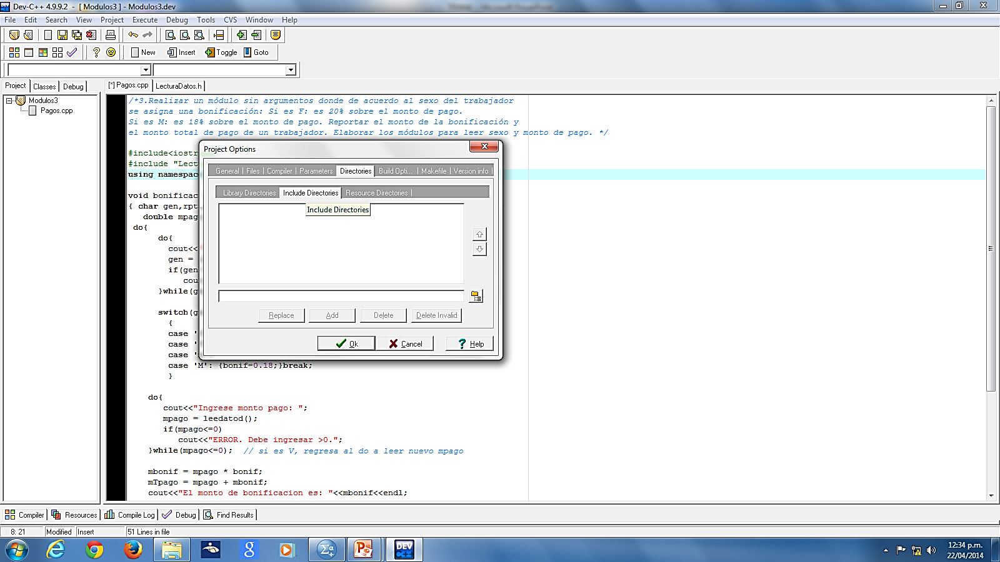 Dev-C++ 4.9.9.2 - [ Modulos3 ] - Modulos3.dev
File Edit Search View Project Execute Debug Tools CVS Window Help
New Insert Toggle Goto
Project Classes Debug [*] Pagos.cpp LecturaDatos.h
Modulos3
Pagos.cpp
/*3.Realizar un módulo sin argumentos donde de acuerdo al sexo del trabajador
se asigna una bonificación: Si es F: es 20% sobre el monto de pago.
Si es M: es 18% sobre el monto de pago. Reportar el monto de la bonificación y
el monto total de pago de un trabajador. Elaborar los módulos para leer sexo y monto de pago. */
#include<iostr
#include "Lect
using namespac
void bonificac
{ char gen,rpt
double mpag
do{
do{
cout<<
gen =
if(gen
cou
}while(g
switch(g
{
case '
case '
case '
case 'M': {bonif=0.18;}break;
}
do{
cout<<"Ingrese monto pago: ";
mpago = leedatod();
if(mpago<=0)
cout<<"ERROR. Debe ingresar >0.";
}while(mpago<=0); // si es V, regresa al do a leer nuevo mpago
mbonif = mpago * bonif;
mTpago = mpago + mbonif;
cout<<"El monto de bonificacion es: "<<mbonif<<endl;
Project Options
General Files Compiler Parameters Directories Build Opti... Makefile Version info
Library Directories Include Directories Resource Directories
Include Directories
Replace Add Delete Delete Invalid
Ok Cancel Help
Compiler Resources Compile Log Debug Find Results
8: 21 Modified Insert 51 Lines in file
DEV C++
12:34 p.m.
22/04/2014